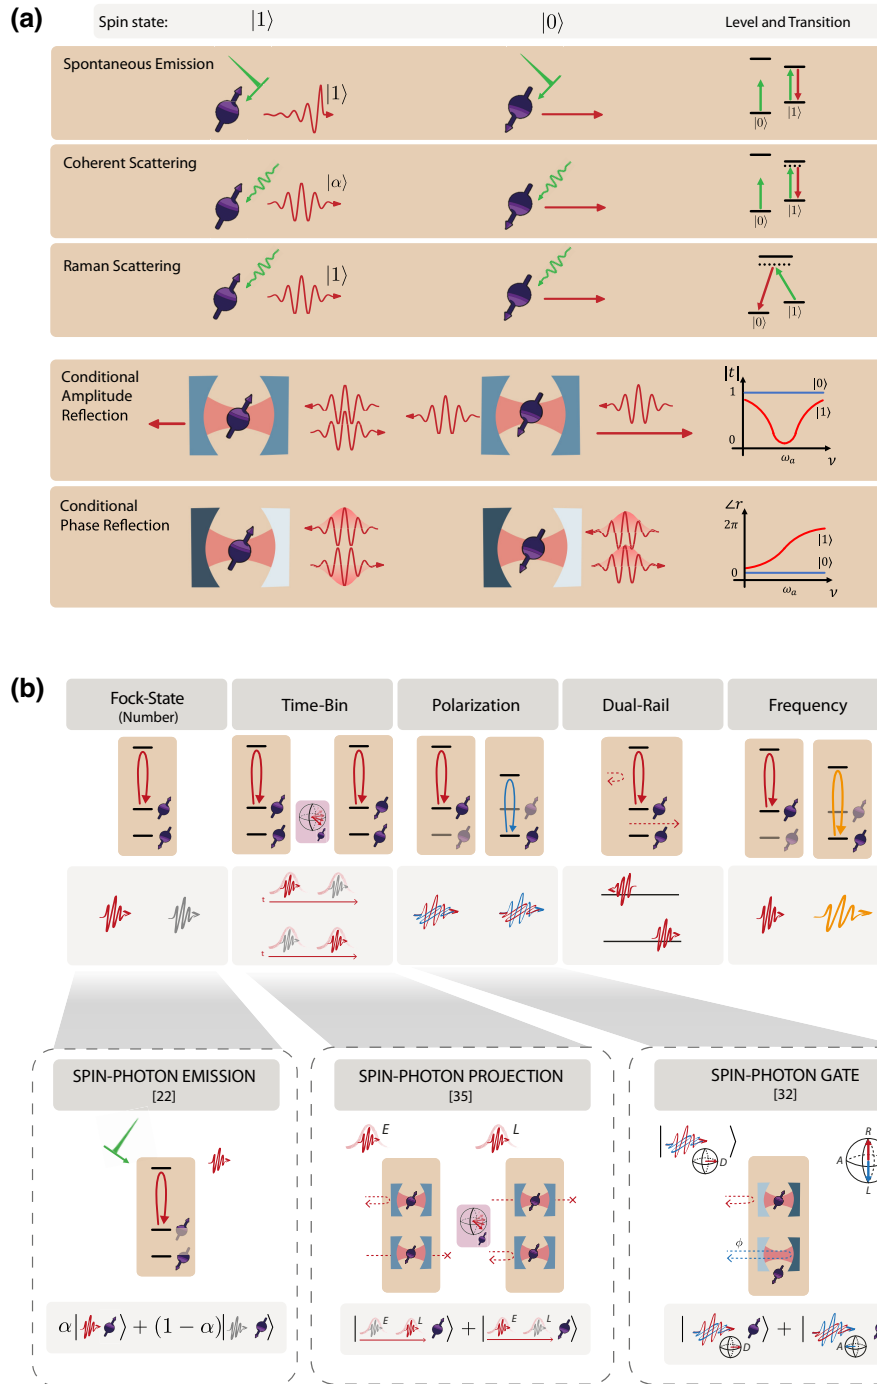 (a)
Spin state: |1⟩ |0⟩ Level and Transition
Spontaneous Emission
|1⟩
|0⟩ |1⟩
Coherent Scattering
|α⟩
|0⟩ |1⟩
Raman Scattering
|1⟩
|0⟩ |1⟩
Conditional
Amplitude
Reflection
|t|
1
|0⟩
|1⟩
0
ω_a
ν
Conditional
Phase Reflection
∠r
2π
|1⟩
|0⟩
0
ω_a
ν
(b)
Fock-State
(Number)
Time-Bin
Polarization
Dual-Rail
Frequency
t
t
SPIN-PHOTON EMISSION
[22]
α| ⟩ + (1 − α)| ⟩
SPIN-PHOTON PROJECTION
[35]
E L
| E L ⟩ + | E L ⟩
SPIN-PHOTON GATE
[32]
| D ⟩
R
A
L
ϕ
| D ⟩ + | A